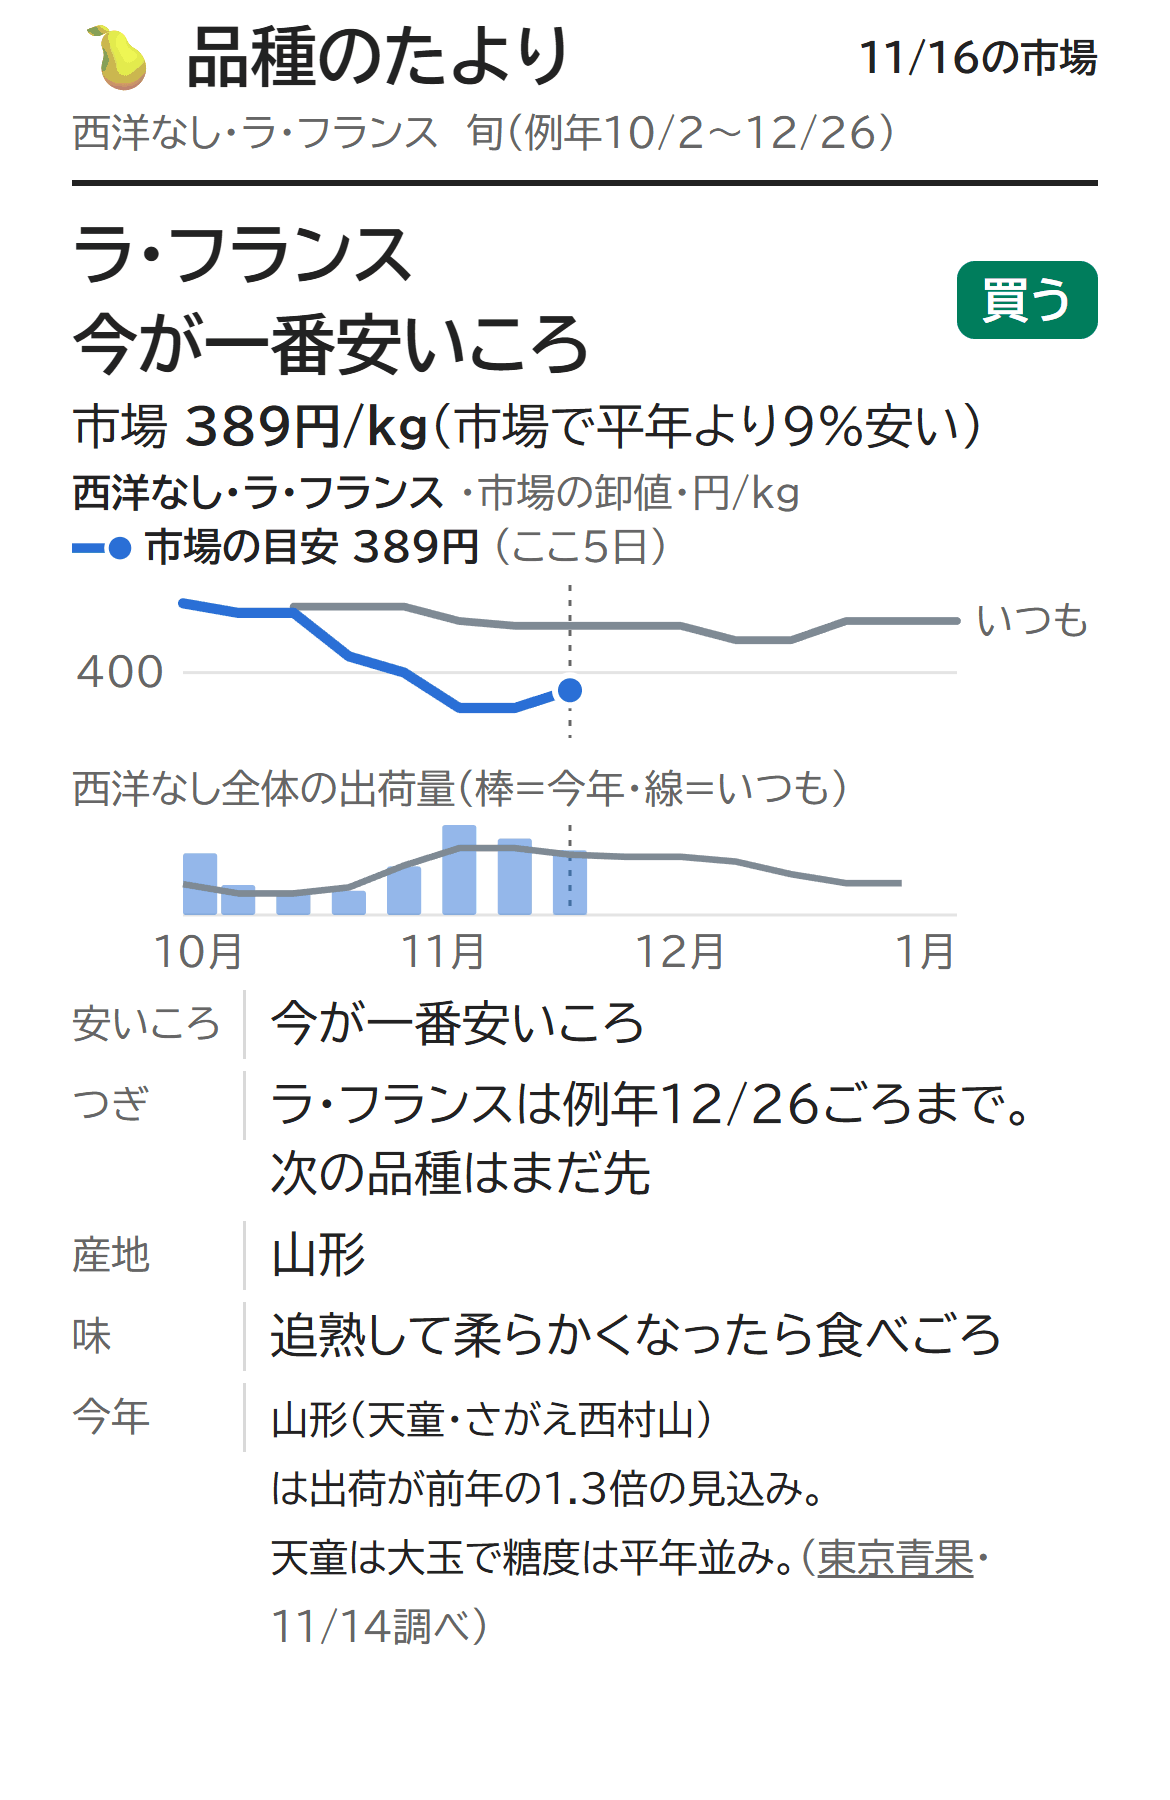 品種のたより
11/16の市場
西洋なし・ラ・フランス 旬（例年10/2〜12/26）
ラ・フランス
今が一番安いころ
買う
市場 389円/kg（市場で平年より9%安い）
西洋なし・ラ・フランス ・市場の卸値・円/kg
市場の目安 389円（ここ5日）
いつも
400
西洋なし全体の出荷量（棒=今年・線=いつも）
10月 11月 12月 1月
安いころ 今が一番安いころ
つぎ ラ・フランスは例年12/26ごろまで。
次の品種はまだ先
産地 山形
味 追熟して柔らかくなったら食べごろ
今年 山形（天童・さがえ西村山）
は出荷が前年の1.3倍の見込み。
天童は大玉で糖度は平年並み。（東京青果・
11/14調べ）